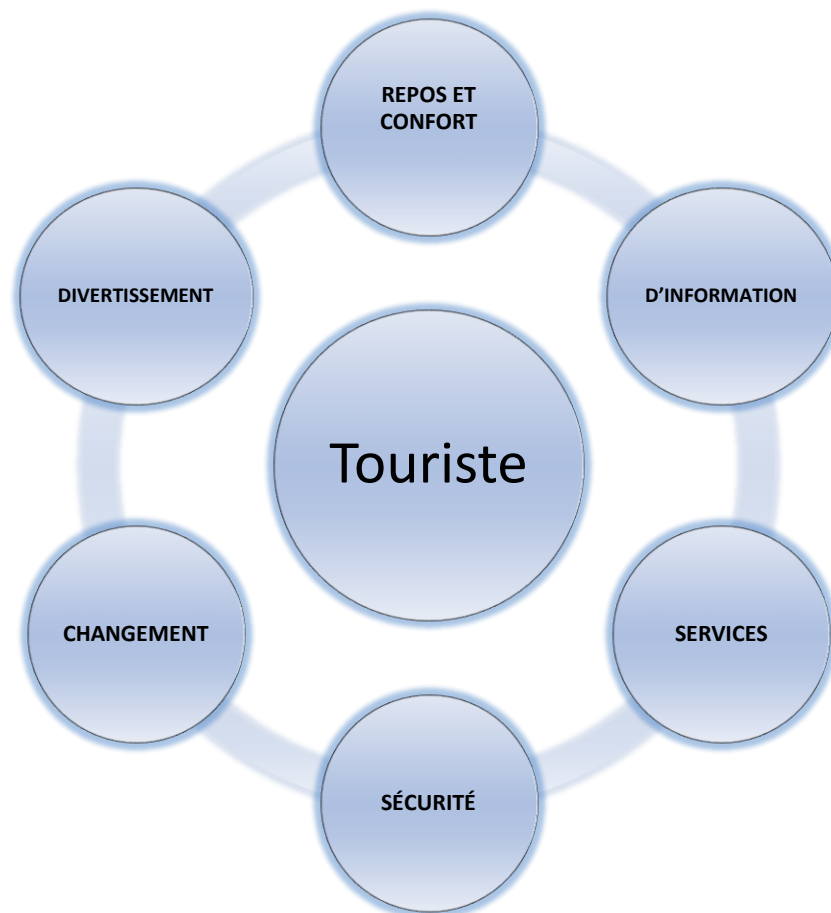 REPOS ET
CONFORT
D’INFORMATION
SERVICES
SÉCURITÉ
CHANGEMENT
DIVERTISSEMENT
Touriste